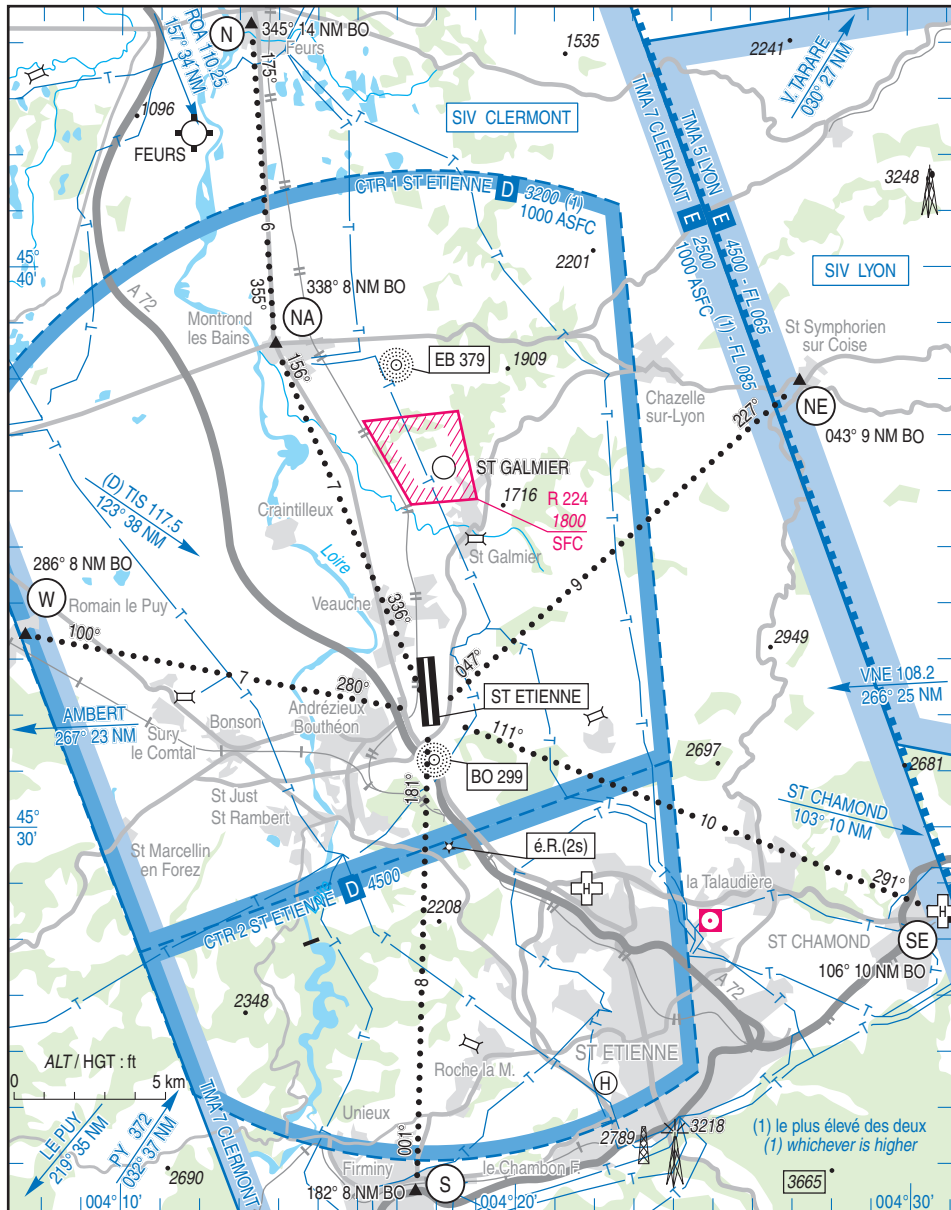 ROA 110.25
157° 34 NM
N
345° 14 NM BO
Feurs
175°
1535
2241
V. TARARE
030° 27 NM
1096
FEURS
SIV CLERMONT
TMA 7 CLERMONT
TMA 5 LYON
3248
CTR 1 ST ETIENNE D 3200 (1)
1000 ASFC
E
E
2500
1000 ASFC
(1) - FL 085
4500 - FL 065
6
2201
SIV LYON
45°
40'
45°
40'
A 72
355°
338° 8 NM BO
NA
Montrond
les Bains
156°
EB 379
1909
St Symphorien
sur Coise
Chazelle
sur-Lyon
227°
NE
043° 9 NM BO
7
ST GALMIER
1716
R 224
1800
SFC
(D) TIS 117.5
123° 38 NM
Craintilleux
St Galmier
Loire
286° 8 NM BO
W
Romain le Puy
Veauche
9
100°
336°
2949
7
280°
047°
ST ETIENNE
VNE 108.2
266° 25 NM
AMBERT
267° 23 NM
Bonson
Andrézieux
Bouthéon
Sury
le Comtal
111°
2697
2681
BO 299
181°
ST CHAMOND
103° 10 NM
St Just
St Rambert
10
45°
30'
45°
30'
é.R.(2s)
St Marcellin
en Forez
H
la Talaudière
291°
H
CTR 2 ST ETIENNE D 4500
2208
ST CHAMOND
SE
106° 10 NM BO
8
A 72
2348
ST ETIENNE
ALT / HGT : ft
0
5 km
Roche la M.
H
TMA 7 CLERMONT
LE PUY
219° 35 NM
PY 372
032° 37 NM
Unieux
001°
2789
3218
(1) le plus élevé des deux
(1) whichever is higher
2690
Firminy
le Chambon F.
182° 8 NM BO
S
3665
004° 10'
004° 20'
004° 30'